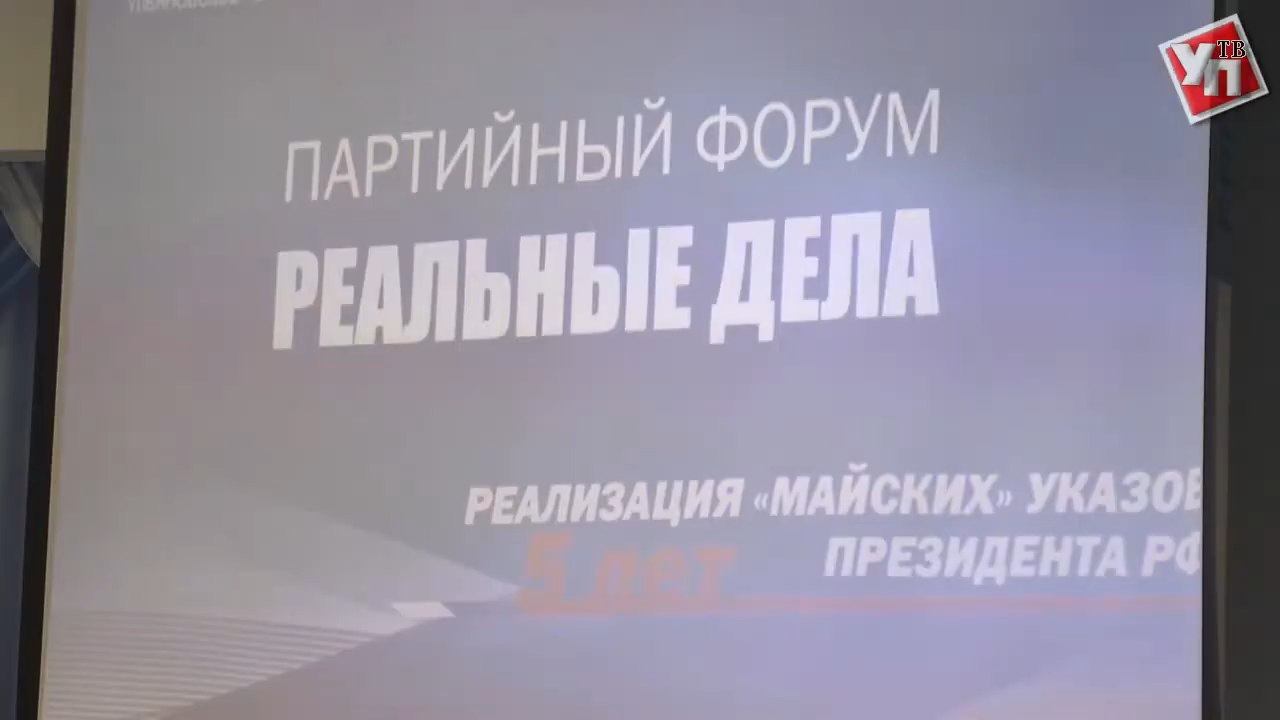 ТВ
УП
ПАРТИЙНЫЙ ФОРУМ
РЕАЛЬНЫЕ ДЕЛА
РЕАЛИЗАЦИЯ «МАЙСКИХ» УКАЗОВ
5 лет
ПРЕЗИДЕНТА РФ